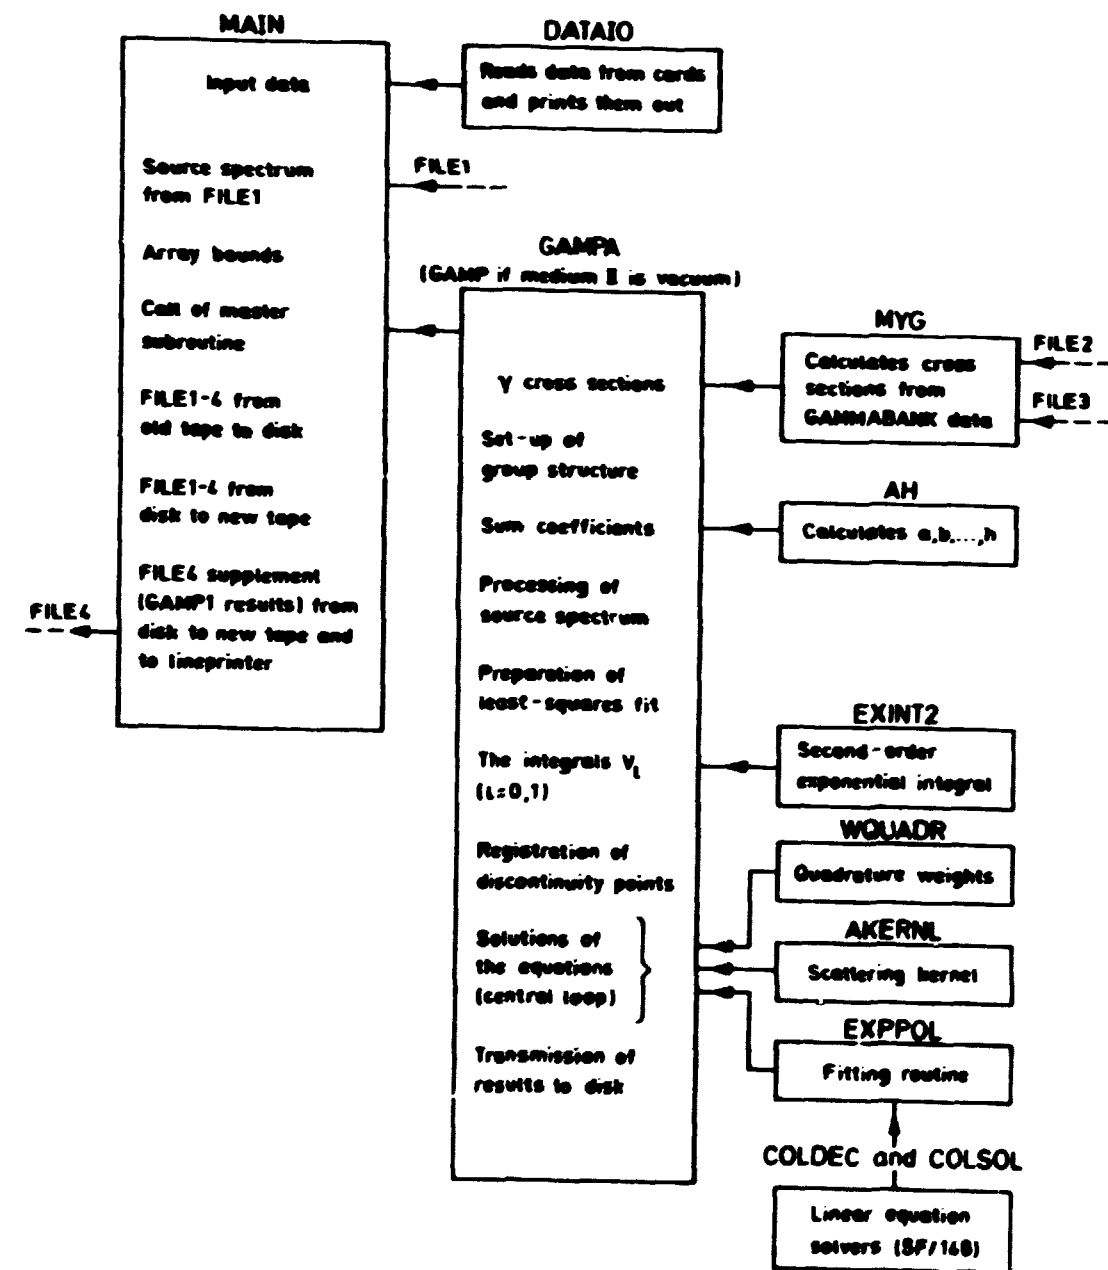 MAIN
Input data
Source spectrum
from FILE1
Array bounds
Call of master
subroutine
FILE1-4 from
old tape to disk
FILE1-4 from
disk to new tape
FILE4 supplement
(GAMP1 results) from
disk to new tape and
to lineprinter
FILE4
DATAIO
Reads data from cards
and prints them out
FILE1
GAMPA
(GAMP if medium II is vacuum)
γ cross sections
Set-up of
group structure
Sum coefficients
Processing of
source spectrum
Preparation of
least-squares fit
The integrals V_l
(l=0,1)
Registration of
discontinuity points
Solutions of
the equations
(central loop)
Transmission of
results to disk
MYG
Calculates cross
sections from
GAMMABANK data
FILE2
FILE3
AH
Calculates a,b,...,h
EXINT2
Second-order
exponential integral
WQUADR
Quadrature weights
AKERNL
Scattering kernel
EXPPOL
Fitting routine
COLDEC and COLSOL
Linear equation
solvers (BF/14B)